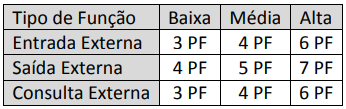 Tipo de Função Baixa Média Alta
Entrada Externa 3 PF 4 PF 6 PF
Saída Externa 4 PF 5 PF 7 PF
Consulta Externa 3 PF 4 PF 6 PF